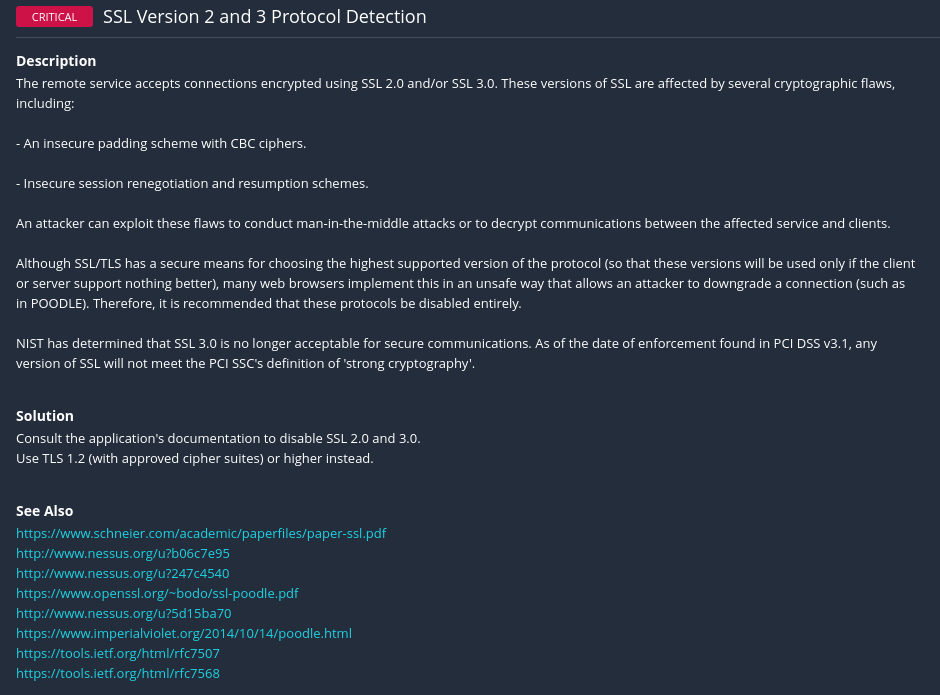 CRITICAL SSL Version 2 and 3 Protocol Detection
Description
The remote service accepts connections encrypted using SSL 2.0 and/or SSL 3.0. These versions of SSL are affected by several cryptographic flaws,
including:
- An insecure padding scheme with CBC ciphers.
- Insecure session renegotiation and resumption schemes.
An attacker can exploit these flaws to conduct man-in-the-middle attacks or to decrypt communications between the affected service and clients.
Although SSL/TLS has a secure means for choosing the highest supported version of the protocol (so that these versions will be used only if the client
or server support nothing better), many web browsers implement this in an unsafe way that allows an attacker to downgrade a connection (such as
in POODLE). Therefore, it is recommended that these protocols be disabled entirely.
NIST has determined that SSL 3.0 is no longer acceptable for secure communications. As of the date of enforcement found in PCI DSS v3.1, any
version of SSL will not meet the PCI SSC's definition of 'strong cryptography'.
Solution
Consult the application's documentation to disable SSL 2.0 and 3.0.
Use TLS 1.2 (with approved cipher suites) or higher instead.
See Also
https://www.schneier.com/academic/paperfiles/paper-ssl.pdf
http://www.nessus.org/u?b06c7e95
http://www.nessus.org/u?247c4540
https://www.openssl.org/~bodo/ssl-poodle.pdf
http://www.nessus.org/u?5d15ba70
https://www.imperialviolet.org/2014/10/14/poodle.html
https://tools.ietf.org/html/rfc7507
https://tools.ietf.org/html/rfc7568